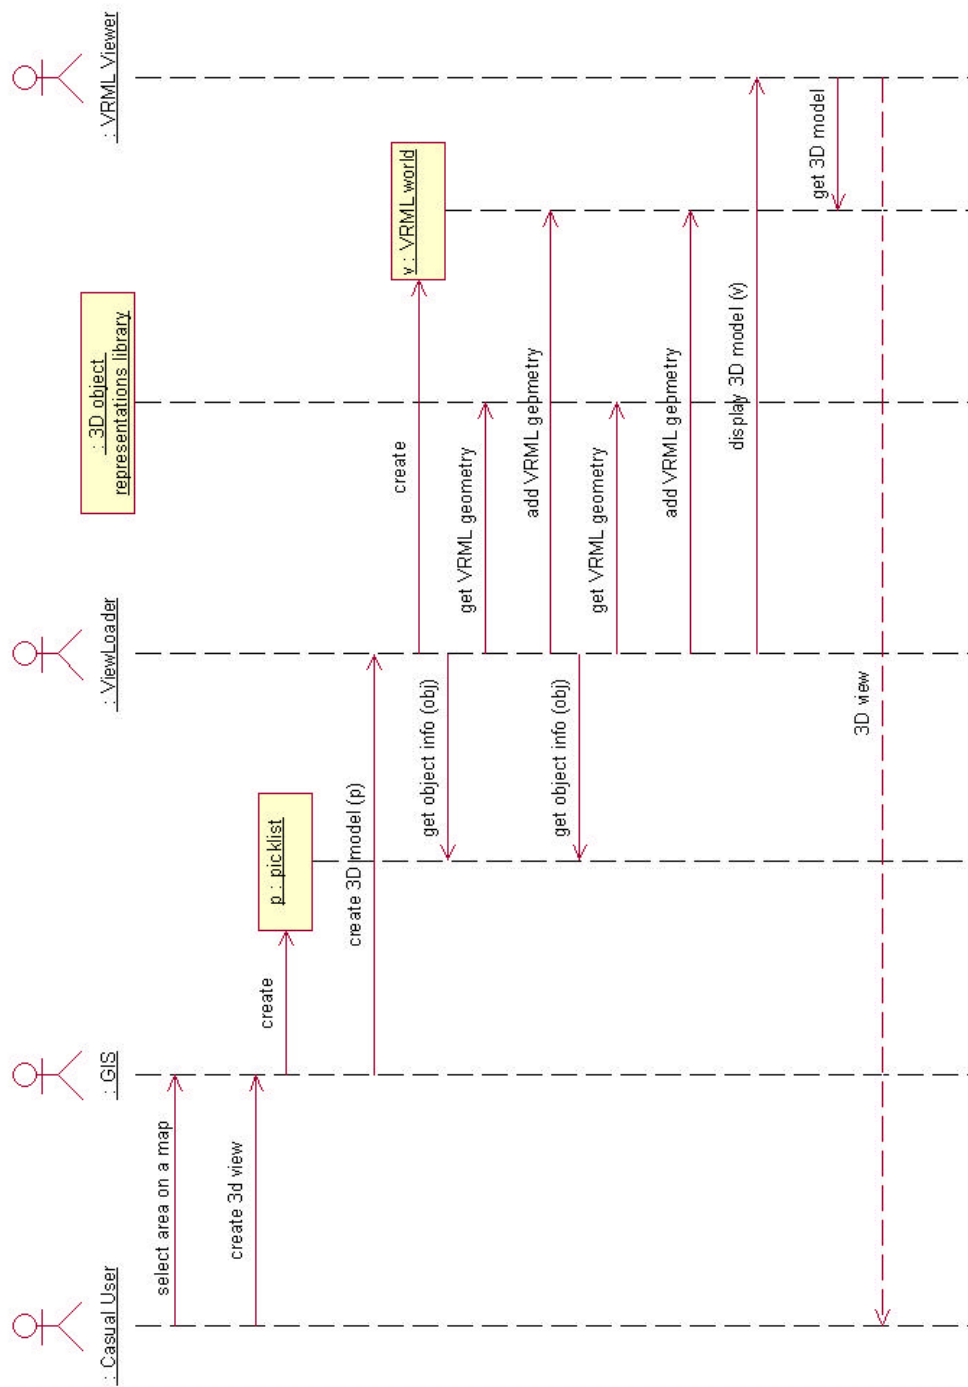 : Casual User
: GIS
p : picklist
: ViewLoader
: 3D object
representations library
v : VRML world
: VRML Viewer
select area on a map
create 3d view
create
create 3D model (p)
create
get object info (obj)
get VRML geometry
add VRML geometry
get object info (obj)
get VRML geometry
add VRML geometry
display 3D model (v)
get 3D model
3D view